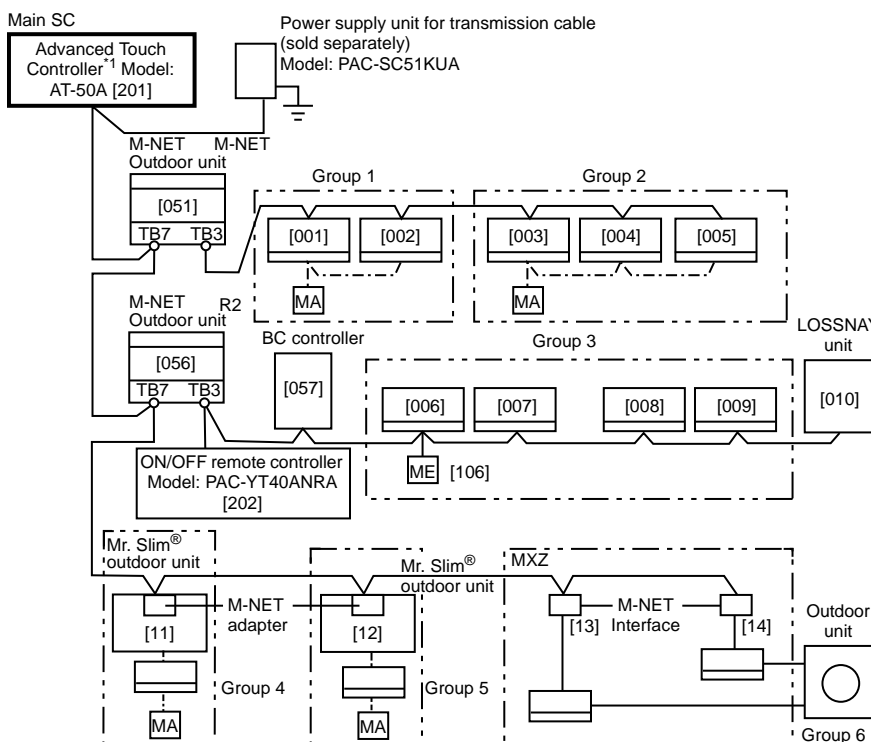 Main SC
Advanced Touch
Controller*1 Model:
AT-50A [201]
Power supply unit for transmission cable
(sold separately)
Model: PAC-SC51KUA
M-NET
M-NET
Outdoor unit
[051]
TB7
TB3
Group 1
[001]
[002]
MA
Group 2
[003]
[004]
[005]
MA
M-NET
Outdoor unit
R2
[056]
TB7
TB3
BC controller
[057]
Group 3
[006]
[007]
[008]
[009]
ME
[106]
LOSSNAY
unit
[010]
ON/OFF remote controller
Model: PAC-YT40ANRA
[202]
Mr. Slim®
outdoor unit
[11]
M-NET
adapter
Group 4
MA
Mr. Slim®
outdoor unit
[12]
Group 5
MA
MXZ
[13]
M-NET
Interface
[14]
Outdoor
unit
Group 6